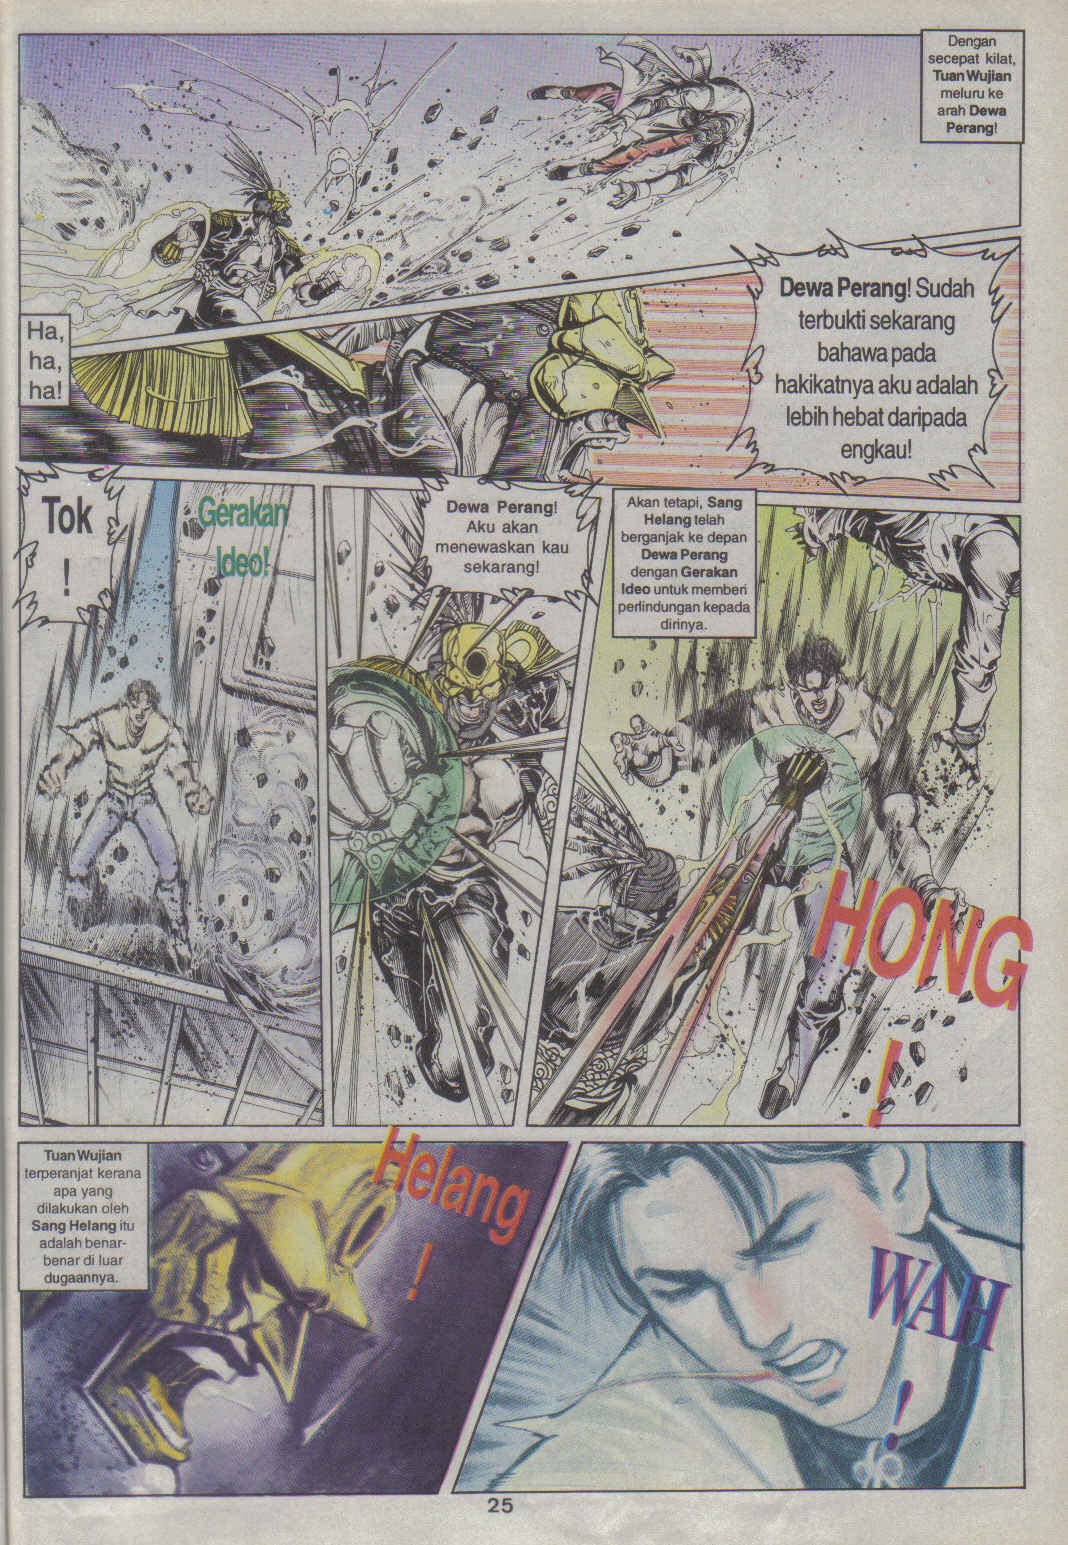 Dengan
secepat kilat,
Tuan Wujian
meluru ke
arah Dewa
Perang!
Ha,
ha,
ha!
Dewa Perang! Sudah
terbukti sekarang
bahawa pada
hakikatnya aku adalah
lebih hebat daripada
engkau!
Tok
!
Gerakan
Ideo!
Dewa Perang!
Aku akan
menewaskan kau
sekarang!
Akan tetapi, Sang
Helang telah
berganjak ke depan
Dewa Perang
dengan Gerakan
Ideo untuk memberi
perlindungan kepada
dirinya.
HONG
!
Tuan Wujian
terperanjat kerana
apa yang
dilakukan oleh
Sang Helang itu
adalah benar-
benar di luar
dugaannya.
Helang
!
WAH
!
25